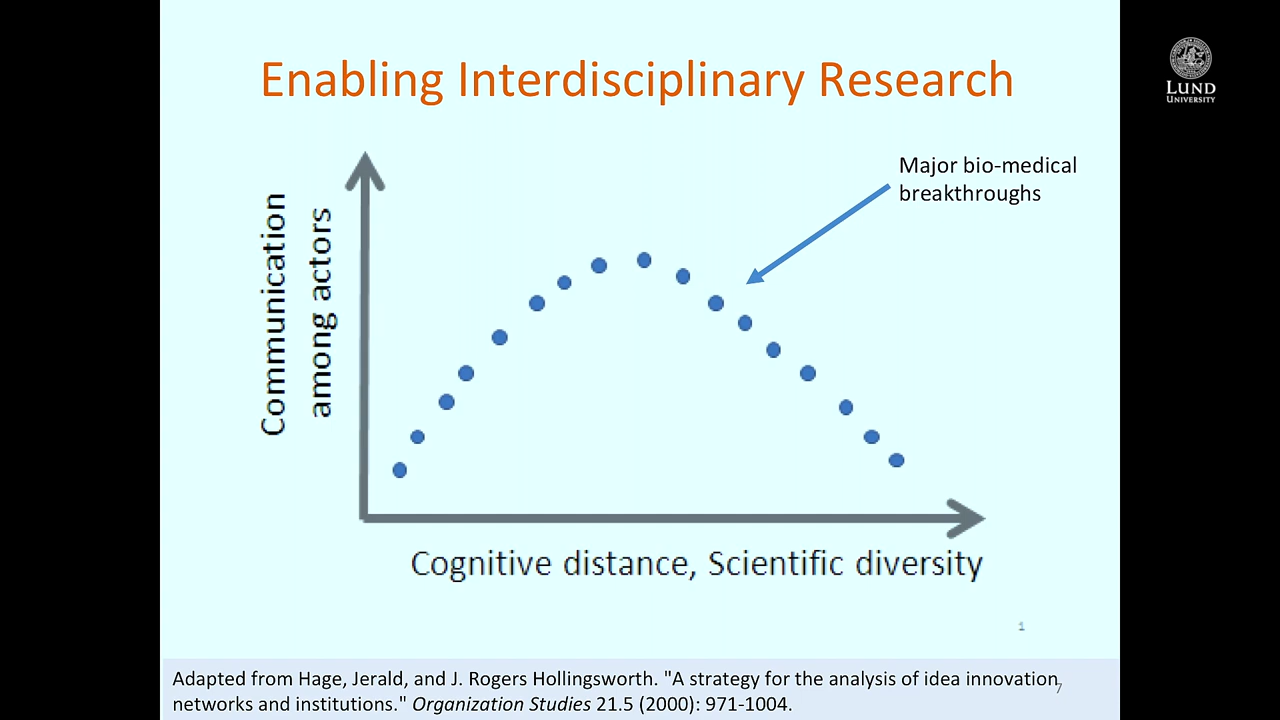 Enabling Interdisciplinary Research
LUND
UNIVERSITY
Major bio-medical
breakthroughs
Communication
among actors
Cognitive distance, Scientific diversity
1
Adapted from Hage, Jerald, and J. Rogers Hollingsworth. "A strategy for the analysis of idea innovation
networks and institutions." Organization Studies 21.5 (2000): 971-1004.
7